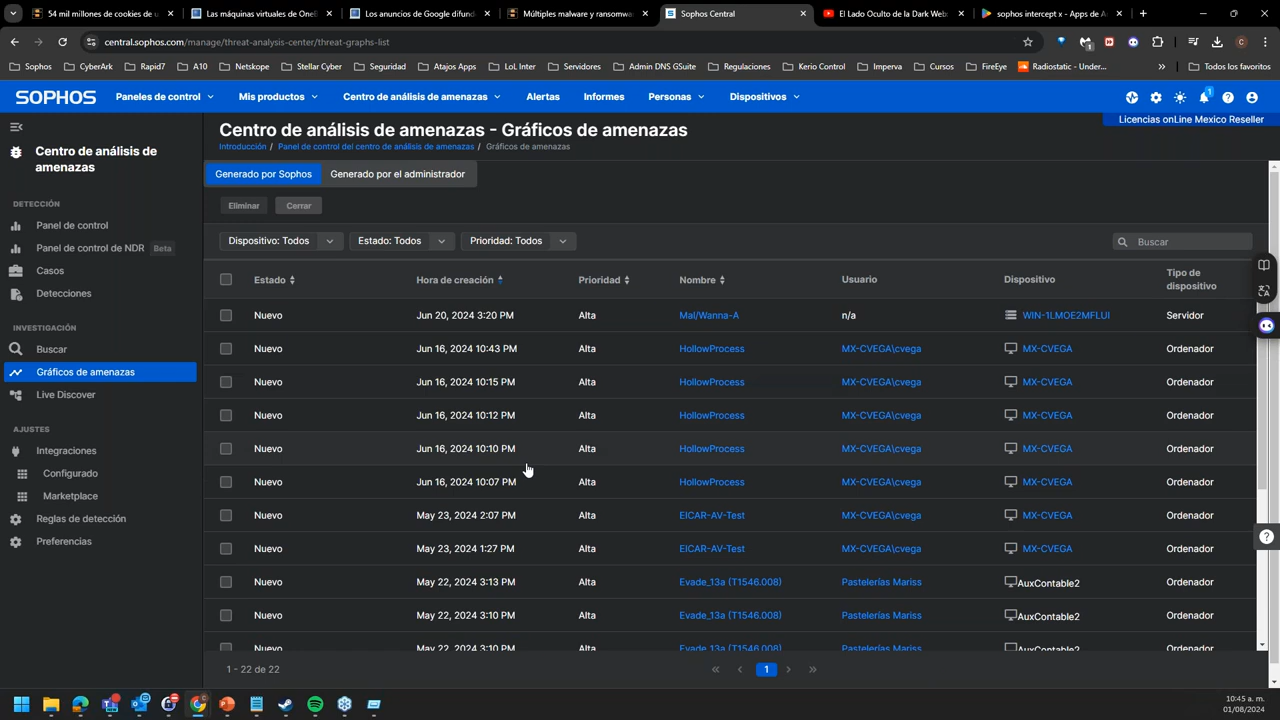 54 mil millones de cookies de u
Las máquinas virtuales de OneB
Los anuncios de Google difund
Múltiples malware y ransomwa
Sophos Central
El Lado Oculto de la Dark Web:
sophos intercept x - Apps de A
central.sophos.com/manage/threat-analysis-center/threat-graphs-list
Sophos CyberArk Rapid7 A10 Netskope Stellar Cyber Seguridad Atajos Apps LoL Inter Servidores Admin DNS GSuite Regulaciones Kerio Control Imperva Cursos FireEye Radiostatic - Under... Todos los favoritos
SOPHOS Paneles de control Mis productos Centro de análisis de amenazas Alertas Informes Personas Dispositivos 1
Licencias onLine Mexico Reseller
Centro de análisis de amenazas
DETECCIÓN
Panel de control
Panel de control de NDR Beta
Casos
Detecciones
INVESTIGACIÓN
Buscar
Gráficos de amenazas
Live Discover
AJUSTES
Integraciones
Configurado
Marketplace
Reglas de detección
Preferencias
Centro de análisis de amenazas - Gráficos de amenazas
Introducción / Panel de control del centro de análisis de amenazas / Gráficos de amenazas
Generado por Sophos Generado por el administrador
Eliminar Cerrar
Dispositivo: Todos Estado: Todos Prioridad: Todos Buscar
Estado Hora de creación Prioridad Nombre Usuario Dispositivo Tipo de dispositivo
Nuevo Jun 20, 2024 3:20 PM Alta Mal/Wanna-A n/a WIN-1LMOE2MFLUI Servidor
Nuevo Jun 16, 2024 10:43 PM Alta HollowProcess MX-CVEGA\cvega MX-CVEGA Ordenador
Nuevo Jun 16, 2024 10:15 PM Alta HollowProcess MX-CVEGA\cvega MX-CVEGA Ordenador
Nuevo Jun 16, 2024 10:12 PM Alta HollowProcess MX-CVEGA\cvega MX-CVEGA Ordenador
Nuevo Jun 16, 2024 10:10 PM Alta HollowProcess MX-CVEGA\cvega MX-CVEGA Ordenador
Nuevo Jun 16, 2024 10:07 PM Alta HollowProcess MX-CVEGA\cvega MX-CVEGA Ordenador
Nuevo May 23, 2024 2:07 PM Alta EICAR-AV-Test MX-CVEGA\cvega MX-CVEGA Ordenador
Nuevo May 23, 2024 1:27 PM Alta EICAR-AV-Test MX-CVEGA\cvega MX-CVEGA Ordenador
Nuevo May 22, 2024 3:13 PM Alta Evade_13a (T1546.008) Pastelerías Mariss AuxContable2 Ordenador
Nuevo May 22, 2024 3:10 PM Alta Evade_13a (T1546.008) Pastelerías Mariss AuxContable2 Ordenador
Nuevo May 22, 2024 3:10 PM Alta Evade_13a (T1546.008) Pastelerías Mariss AuxContable2 Ordenador
1 - 22 de 22 « ‹ 1 › »
10:45 a. m.
01/08/2024